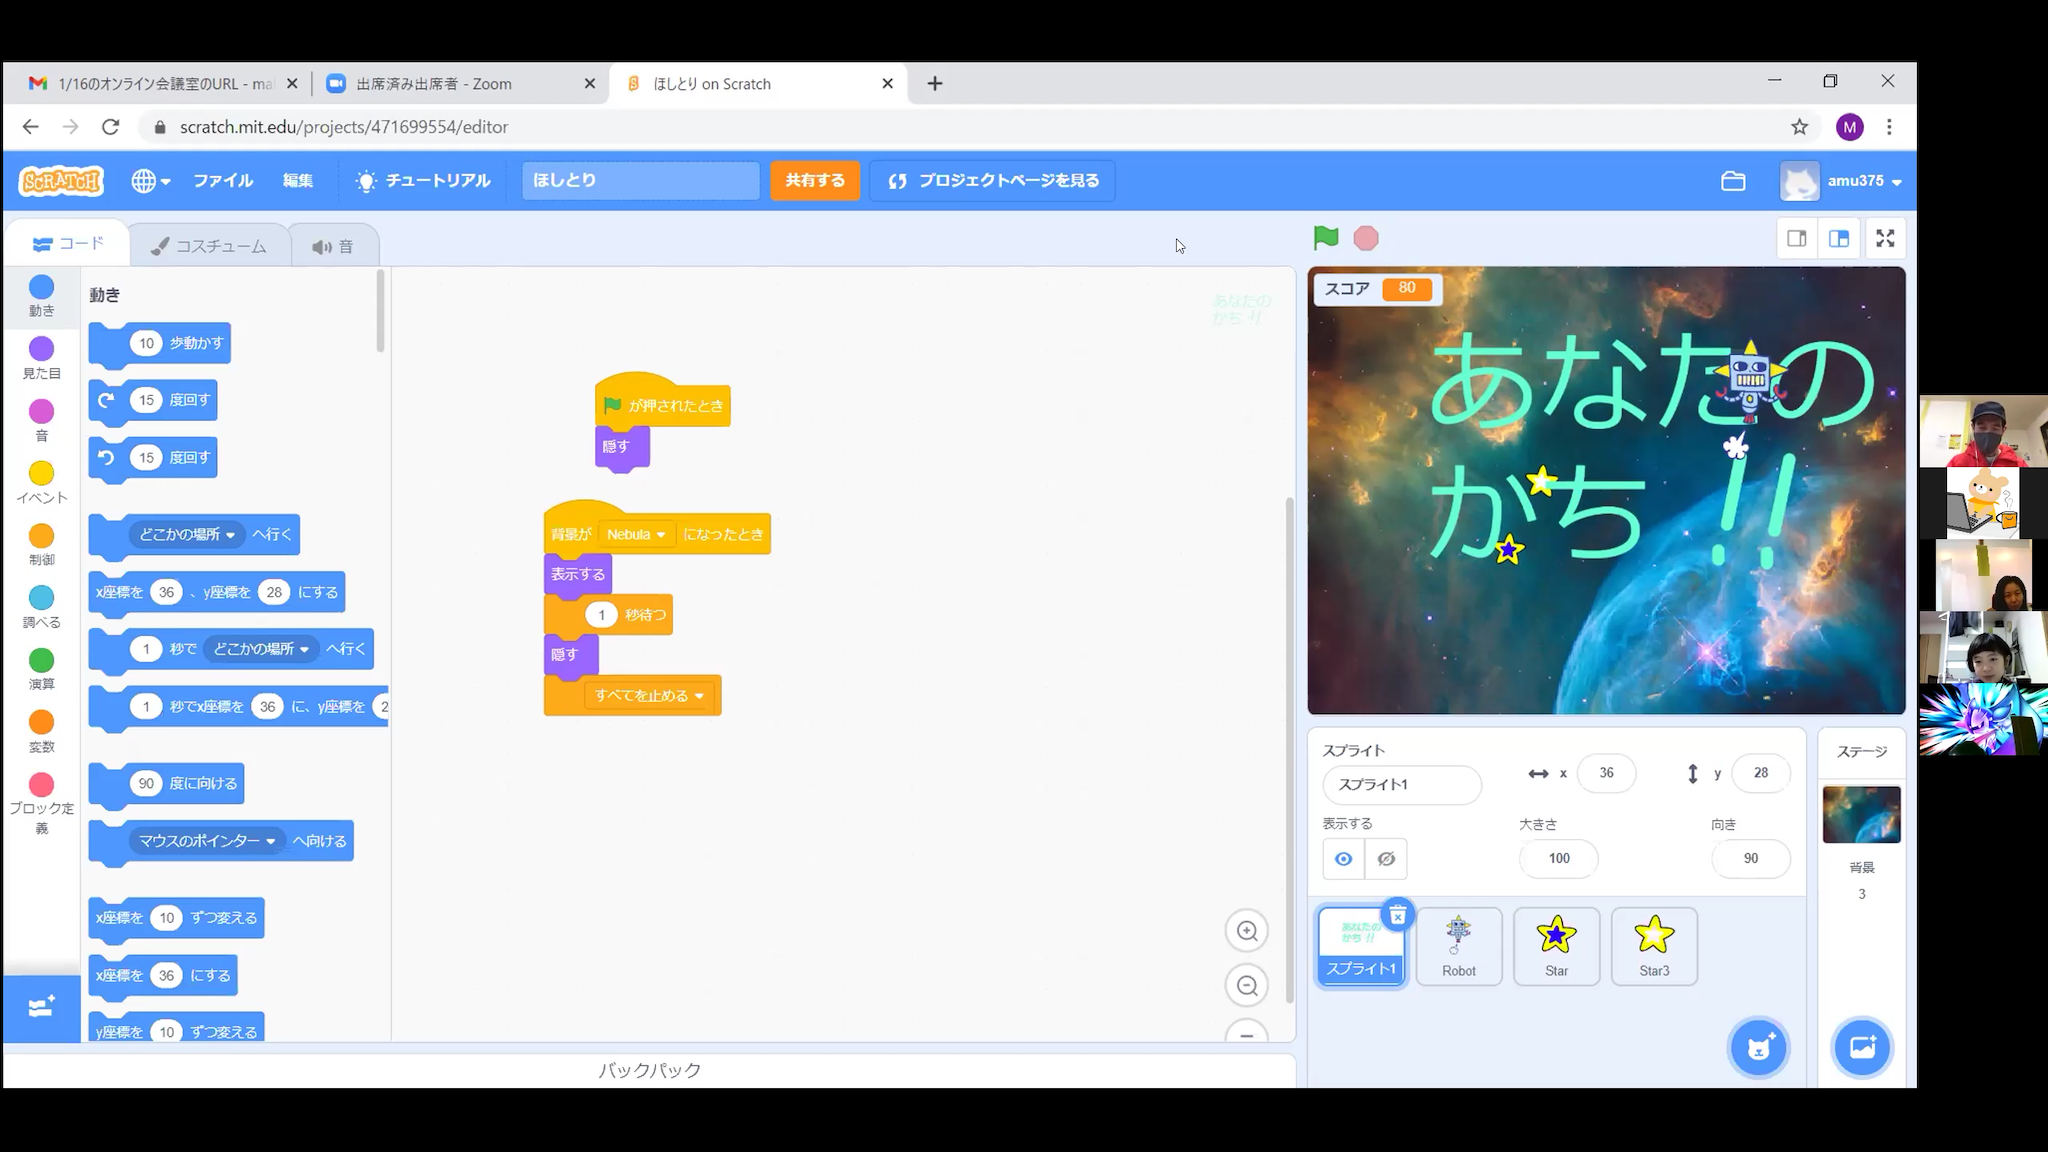 1/16のオンライン会議室のURL - ma
出席済み出席者 - Zoom
ほしとり on Scratch
scratch.mit.edu/projects/471699554/editor
M
SCRATCH
ファイル
編集
チュートリアル
ほしとり
共有する
プロジェクトページを見る
amu375
コード
コスチューム
音
動き
見た目
音
イベント
制御
調べる
演算
変数
ブロック定
義
動き
10 歩動かす
15 度回す
15 度回す
どこかの場所 へ行く
x座標を 36 、y座標を 28 にする
1 秒で どこかの場所 へ行く
1 秒でx座標を 36 に、y座標を 2
90 度に向ける
マウスのポインター へ向ける
x座標を 10 ずつ変える
x座標を 36 にする
y座標を 10 ずつ変える
あなたの
かち !!
が押されたとき
隠す
背景が Nebula になったとき
表示する
1 秒待つ
隠す
すべてを止める
バックパック
スコア 80
あなたの
かち !!
スプライト
スプライト1
x 36
y 28
表示する
大きさ
100
向き
90
あなたの
かち !!
スプライト1
Robot
Star
Star3
ステージ
背景
3